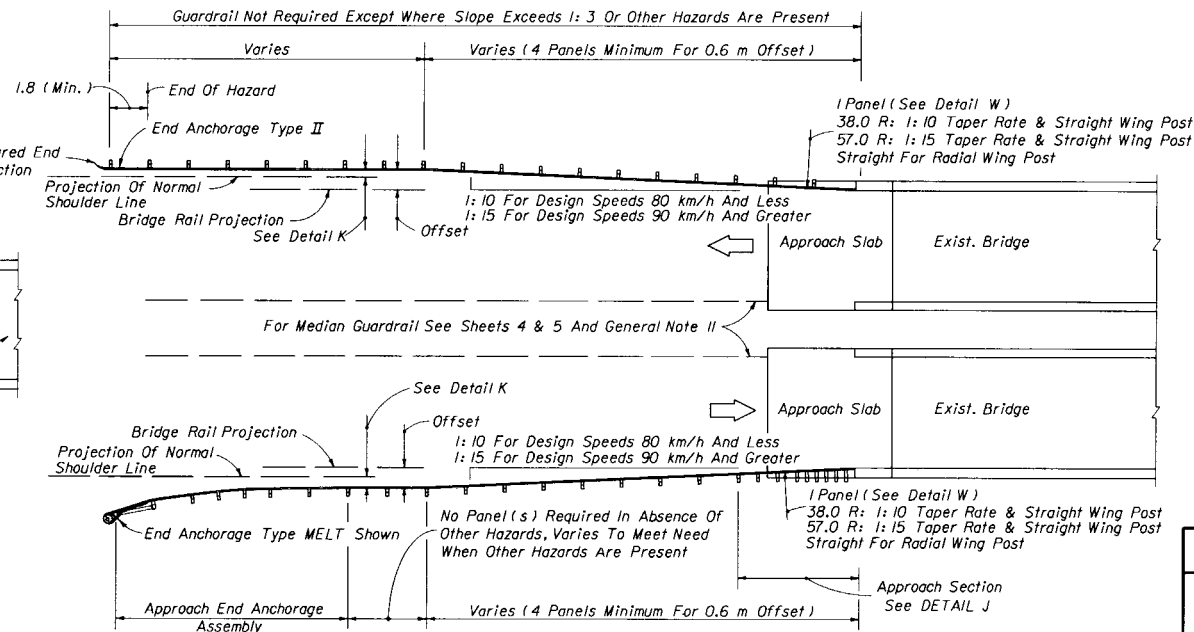 Guardrail Not Required Except Where Slope Exceeds 1: 3 Or Other Hazards Are Present
Varies
Varies (4 Panels Minimum For 0.6 m Offset)
1.8 (Min.)
End Of Hazard
End Anchorage Type II
1 Panel (See Detail W)
38.0 R: 1: 10 Taper Rate & Straight Wing Post
57.0 R: 1: 15 Taper Rate & Straight Wing Post
Straight For Radial Wing Post
End
Projection Of Normal
Shoulder Line
Bridge Rail Projection
See Detail K
Offset
1: 10 For Design Speeds 80 km/h And Less
1: 15 For Design Speeds 90 km/h And Greater
Approach Slab
Exist. Bridge
For Median Guardrail See Sheets 4 & 5 And General Note 11
See Detail K
Offset
Bridge Rail Projection
Projection Of Normal
Shoulder Line
1: 10 For Design Speeds 80 km/h And Less
1: 15 For Design Speeds 90 km/h And Greater
Approach Slab
Exist. Bridge
End Anchorage Type MELT Shown
No Panel(s) Required In Absence Of
Other Hazards, Varies To Meet Need
When Other Hazards Are Present
1 Panel (See Detail W)
38.0 R: 1: 10 Taper Rate & Straight Wing Post
57.0 R: 1: 15 Taper Rate & Straight Wing Post
Straight For Radial Wing Post
Approach Section
See DETAIL J
Approach End Anchorage
Assembly
Varies (4 Panels Minimum For 0.6 m Offset)